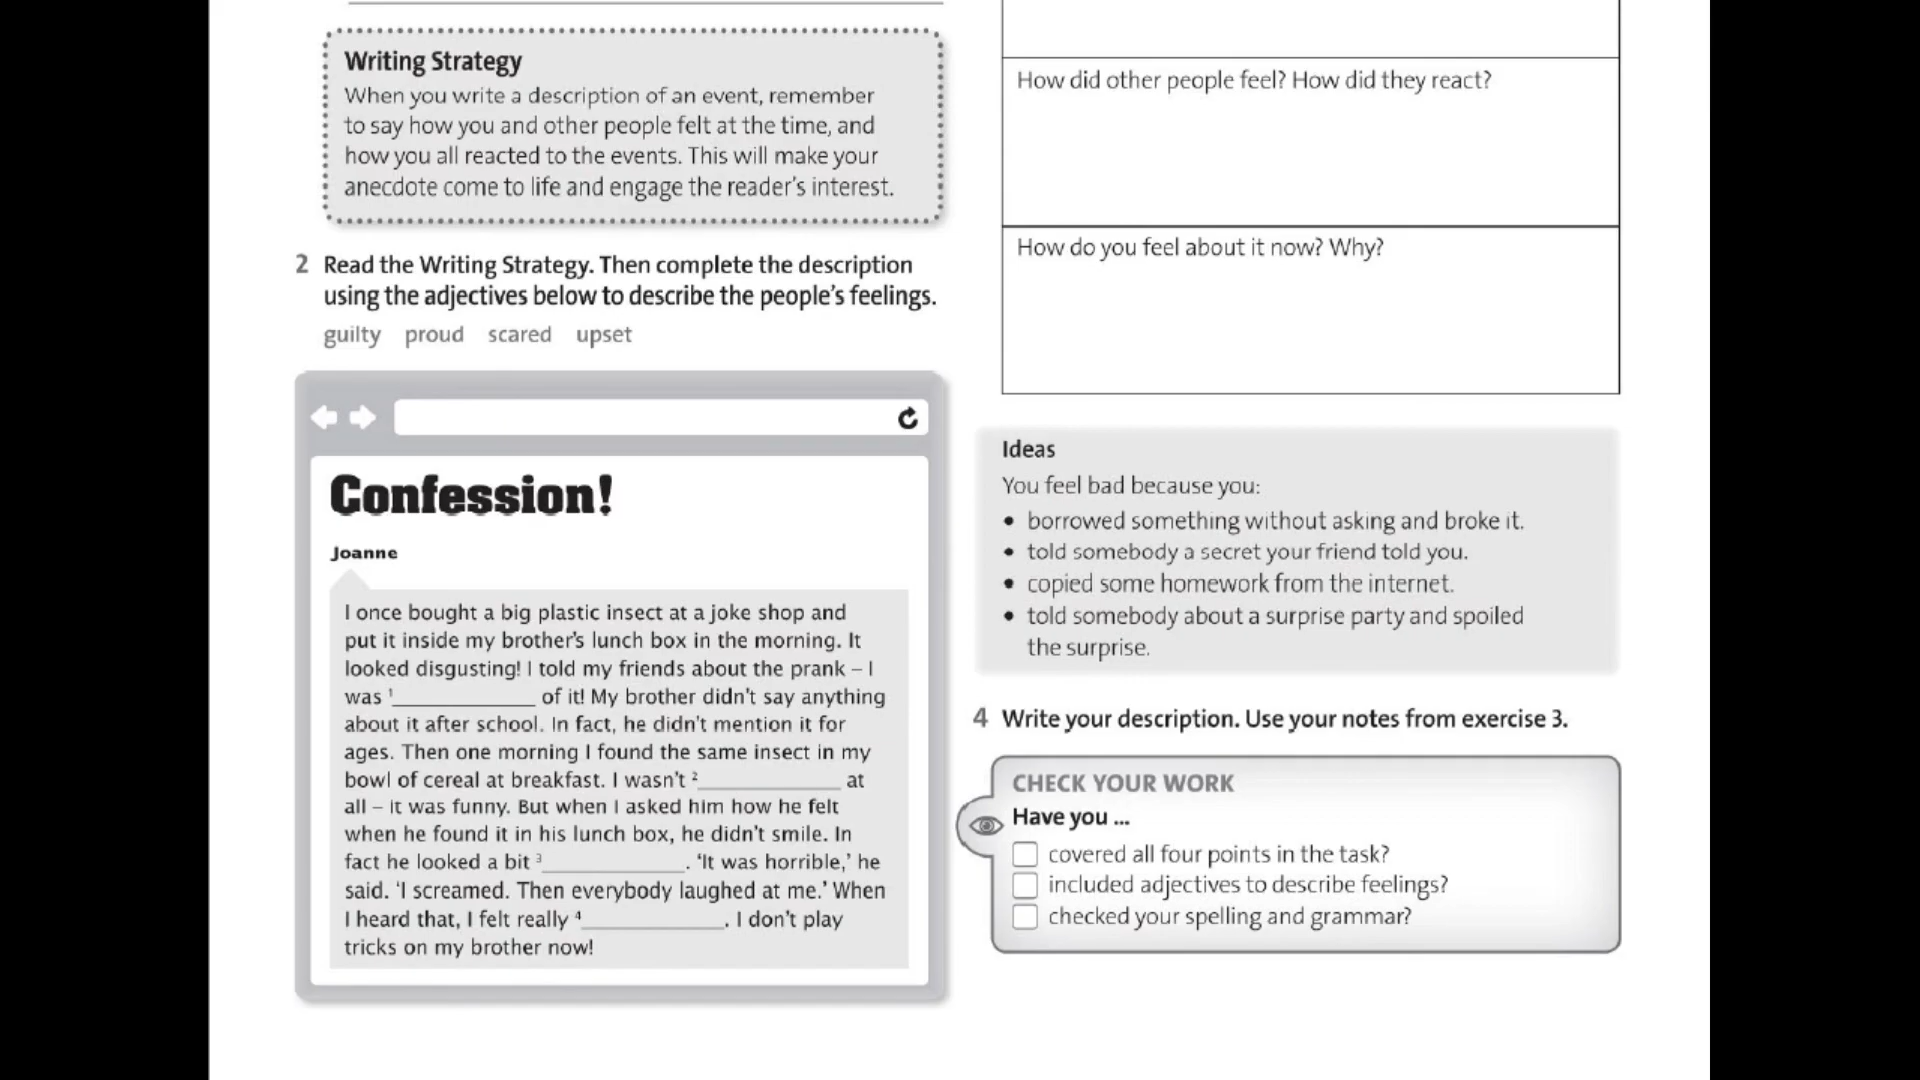 Writing Strategy
When you write a description of an event, remember
to say how you and other people felt at the time, and
how you all reacted to the events. This will make your
anecdote come to life and engage the reader's interest.
2 Read the Writing Strategy. Then complete the description
using the adjectives below to describe the people's feelings.
guilty proud scared upset
Confession!
Joanne
I once bought a big plastic insect at a joke shop and
put it inside my brother's lunch box in the morning. It
looked disgusting! I told my friends about the prank – I
was ¹____________ of it! My brother didn't say anything
about it after school. In fact, he didn't mention it for
ages. Then one morning I found the same insect in my
bowl of cereal at breakfast. I wasn't ²____________ at
all – it was funny. But when I asked him how he felt
when he found it in his lunch box, he didn't smile. In
fact he looked a bit ³____________. 'It was horrible,' he
said. 'I screamed. Then everybody laughed at me.' When
I heard that, I felt really ⁴____________. I don't play
tricks on my brother now!
How did other people feel? How did they react?
How do you feel about it now? Why?
Ideas
You feel bad because you:
• borrowed something without asking and broke it.
• told somebody a secret your friend told you.
• copied some homework from the internet.
• told somebody about a surprise party and spoiled
the surprise.
4 Write your description. Use your notes from exercise 3.
CHECK YOUR WORK
Have you ...
covered all four points in the task?
included adjectives to describe feelings?
checked your spelling and grammar?